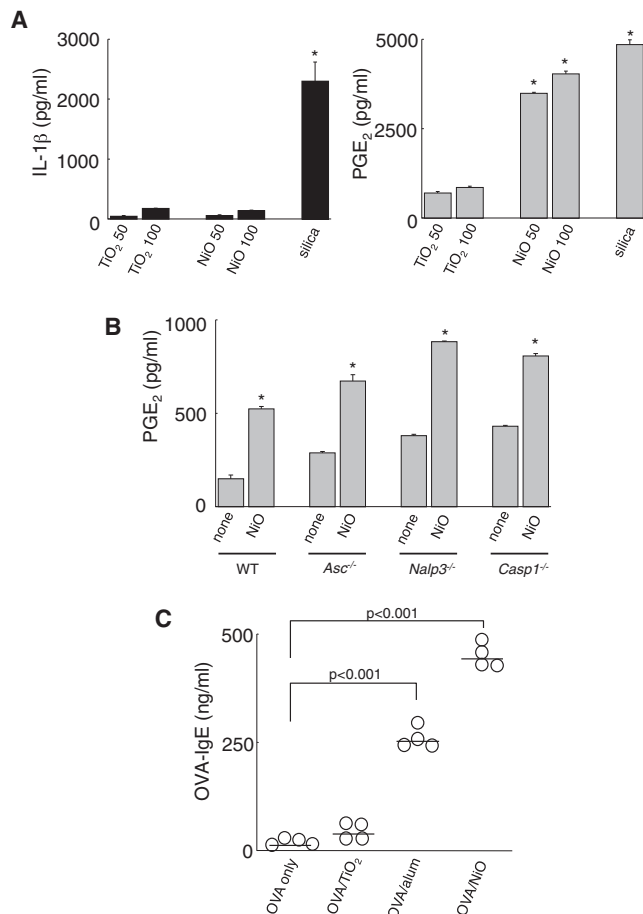 A
IL-1β (pg/ml)
3000
2000
1000
0
*
TiO₂ 50
TiO₂ 100
NiO 50
NiO 100
silica
PGE₂ (pg/ml)
5000
2500
0
* * *
TiO₂ 50
TiO₂ 100
NiO 50
NiO 100
silica
B
PGE₂ (pg/ml)
1000
500
0
* * * *
none NiO none NiO none NiO none NiO
WT Asc⁻/⁻ Nalp3⁻/⁻ Casp1⁻/⁻
C
OVA-IgE (ng/ml)
500
250
0
p<0.001
p<0.001
OVA only
OVA/TiO₂
OVA/alum
OVA/NiO